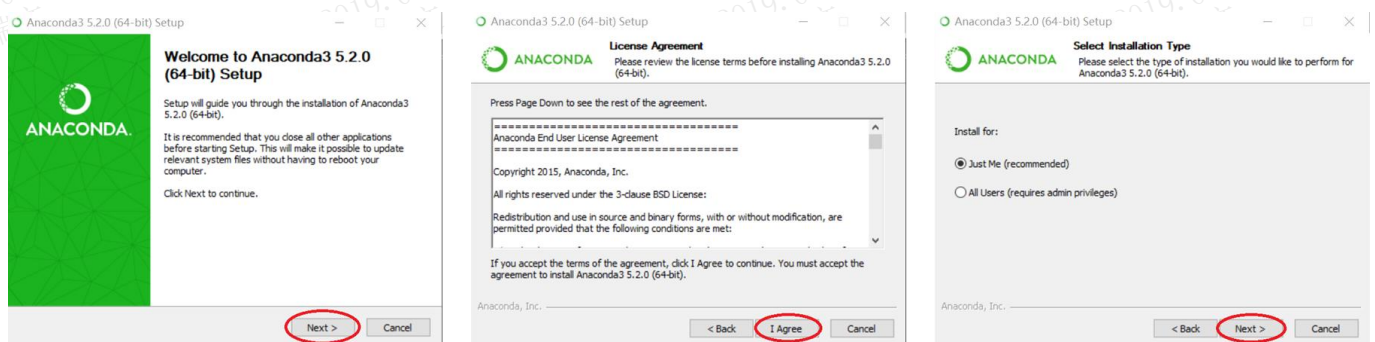 Anaconda3 5.2.0 (64-bit) Setup
ANACONDA.
Welcome to Anaconda3 5.2.0
(64-bit) Setup
Setup will guide you through the installation of Anaconda3
5.2.0 (64-bit).
It is recommended that you close all other applications
before starting Setup. This will make it possible to update
relevant system files without having to reboot your
computer.
Click Next to continue.
Next >
Cancel
Anaconda3 5.2.0 (64-bit) Setup
ANACONDA
License Agreement
Please review the license terms before installing Anaconda3 5.2.0
(64-bit).
Press Page Down to see the rest of the agreement.
===================================
Anaconda End User License Agreement
===================================
Copyright 2015, Anaconda, Inc.
All rights reserved under the 3-clause BSD License:
Redistribution and use in source and binary forms, with or without modification, are
permitted provided that the following conditions are met:
If you accept the terms of the agreement, click I Agree to continue. You must accept the
agreement to install Anaconda3 5.2.0 (64-bit).
Anaconda, Inc.
< Back
I Agree
Cancel
Anaconda3 5.2.0 (64-bit) Setup
ANACONDA
Select Installation Type
Please select the type of installation you would like to perform for
Anaconda3 5.2.0 (64-bit).
Install for:
Just Me (recommended)
All Users (requires admin privileges)
Anaconda, Inc.
< Back
Next >
Cancel